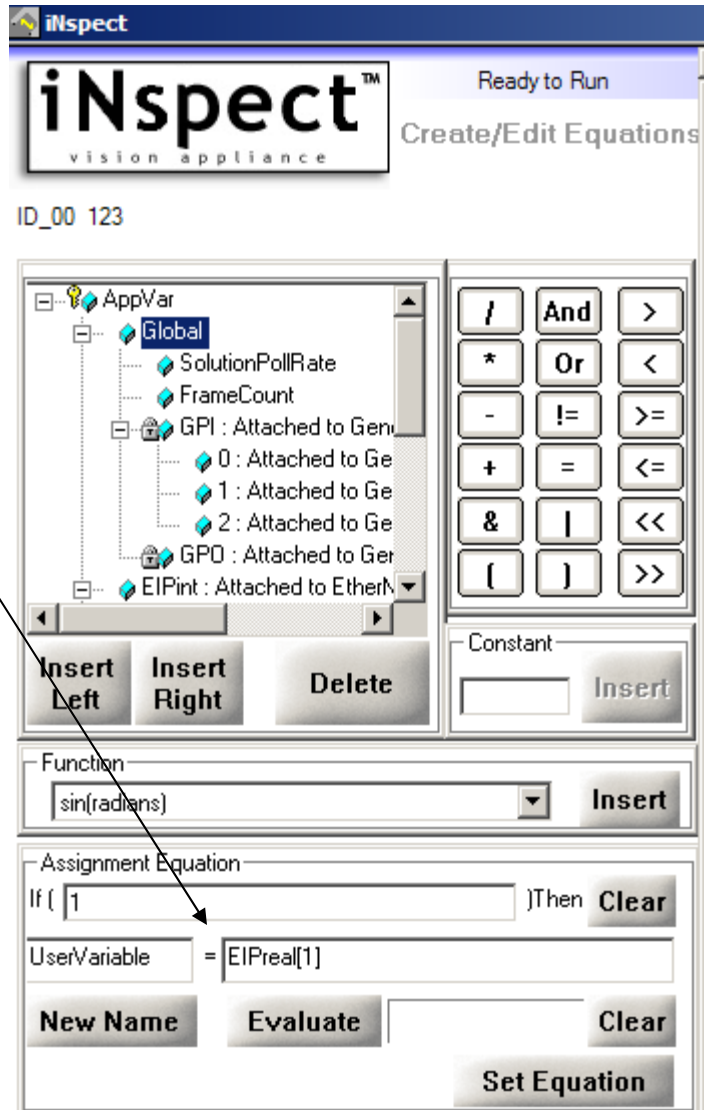 iNspect
iNspect™
vision appliance
Ready to Run
Create/Edit Equations
ID_00 123
AppVar
Global
SolutionPollRate
FrameCount
GPI : Attached to Gene
0 : Attached to Ge
1 : Attached to Ge
2 : Attached to Ge
GPO : Attached to Ger
EIPint : Attached to EtherN
/ And >
* Or <
- != >=
+ = <=
& | <<
( ) >>
Insert Left
Insert Right
Delete
Constant
Insert
Function
sin(radians)
Insert
Assignment Equation
If ( 1 )Then Clear
UserVariable = EIPreal[1]
New Name Evaluate Clear
Set Equation